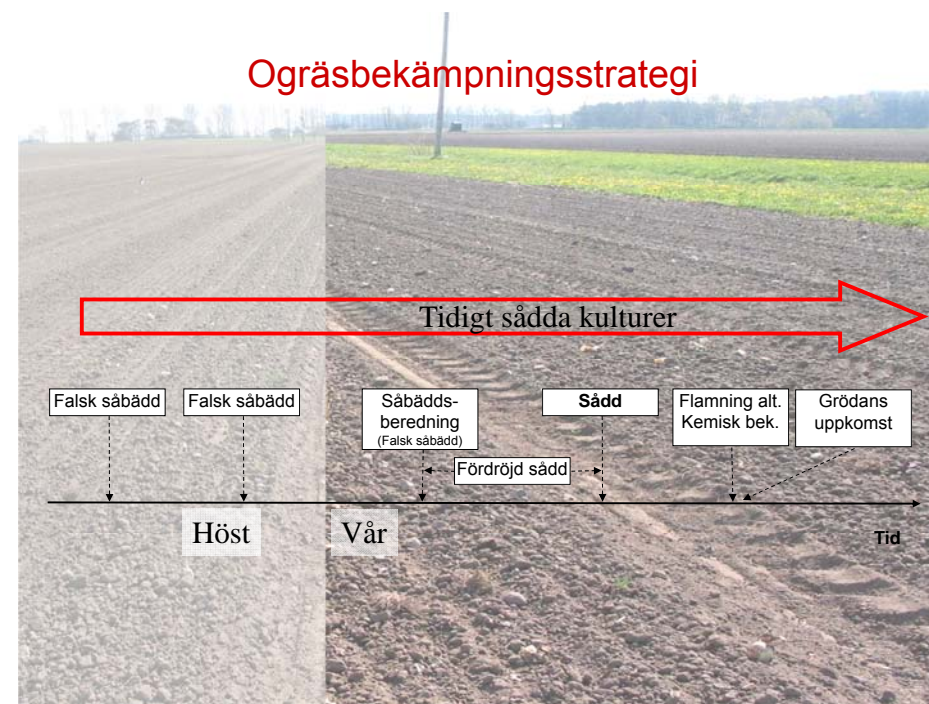 Ogräsbekämpningsstrategi
Tidigt sådda kulturer
Falsk såbädd
Falsk såbädd
Såbädds-
beredning
(Falsk såbädd)
Sådd
Flamning alt.
Kemisk bek.
Grödans
uppkomst
Fördröjd sådd
Höst
Vår
Tid